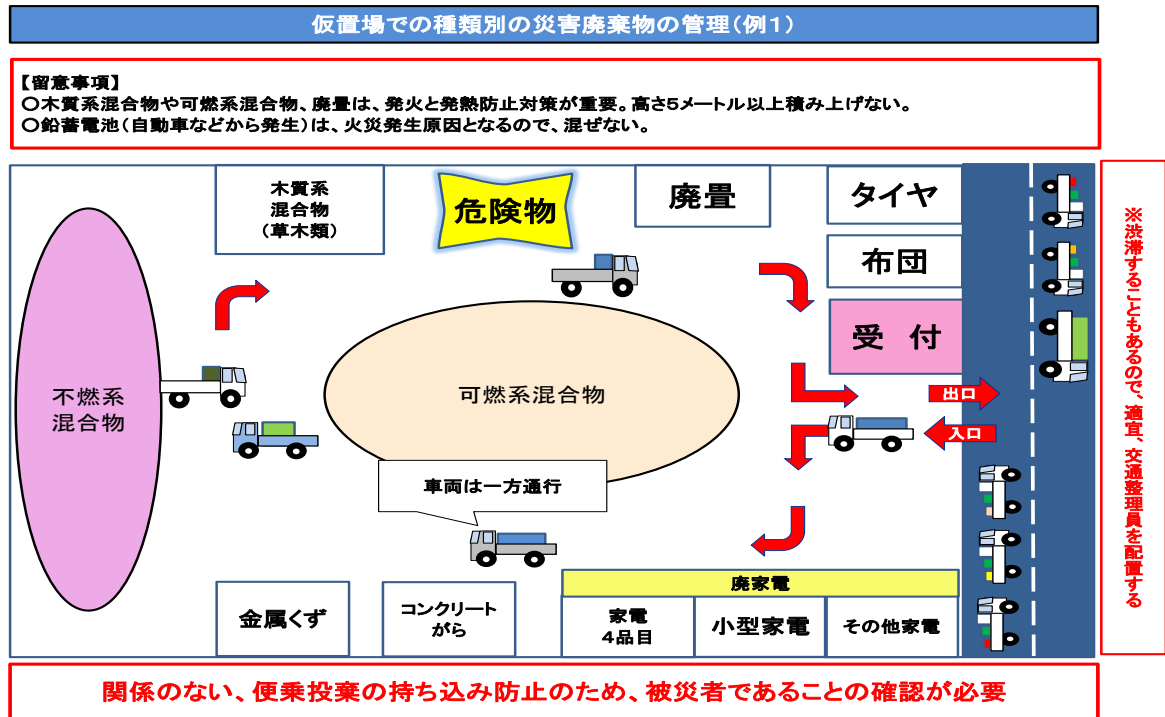 仮置場での種類別の災害廃棄物の管理(例1)
【留意事項】
○木質系混合物や可燃系混合物、廃畳は、発火と発熱防止対策が重要。高さ5メートル以上積み上げない。
○鉛蓄電池(自動車などから発生)は、火災発生原因となるので、混ぜない。
木質系
混合物
(草木類)
危険物
廃畳
タイヤ
布団
受 付
不燃系
混合物
可燃系混合物
出口
入口
車両は一方通行
金属くず
コンクリート
がら
廃家電
家電
4品目
小型家電
その他家電
※渋滞することもあるので、適宜、交通整理員を配置する
関係のない、便乗投棄の持ち込み防止のため、被災者であることの確認が必要